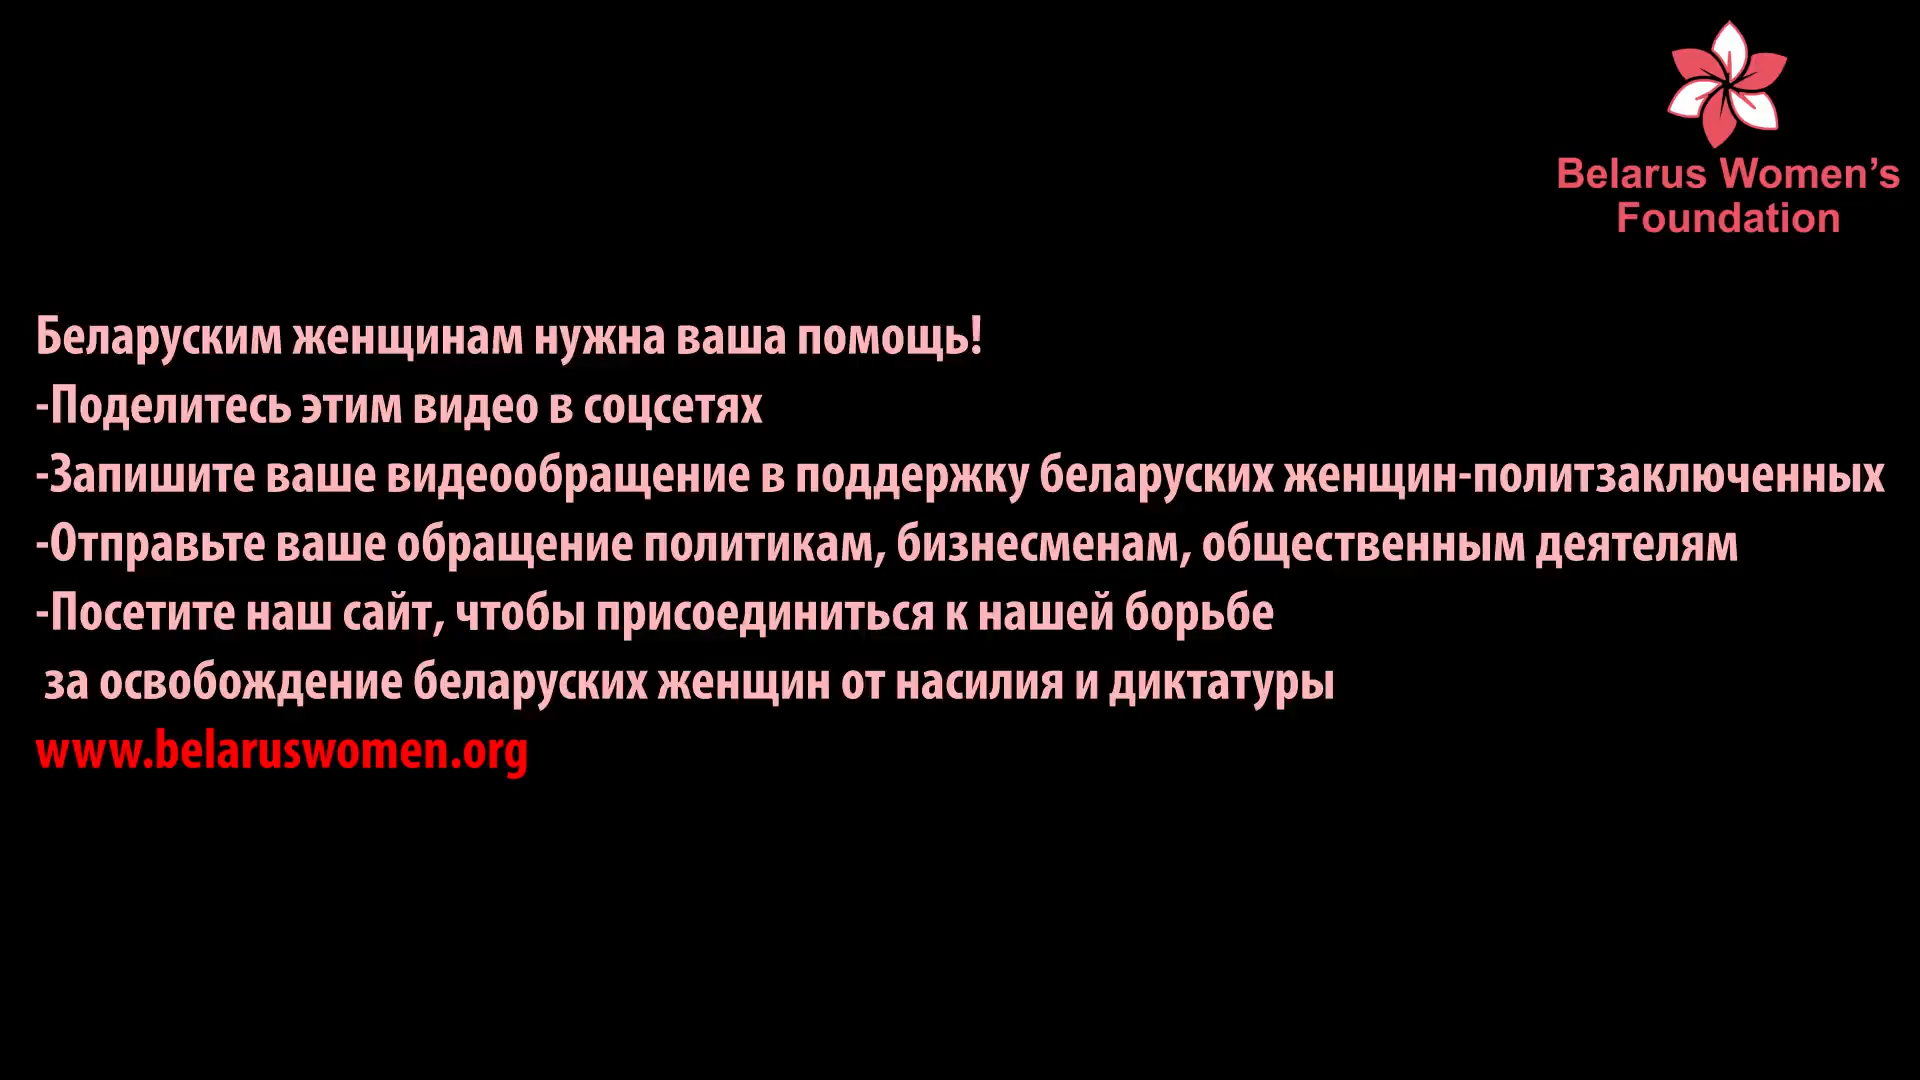 Belarus Women’s
Foundation
Беларуским женщинам нужна ваша помощь!
-Поделитесь этим видео в соцсетях
-Запишите ваше видеообращение в поддержку беларуских женщин-политзаключенных
-Отправьте ваше обращение политикам, бизнесменам, общественным деятелям
-Посетите наш сайт, чтобы присоединиться к нашей борьбе
за освобождение беларуских женщин от насилия и диктатуры
www.belaruswomen.org